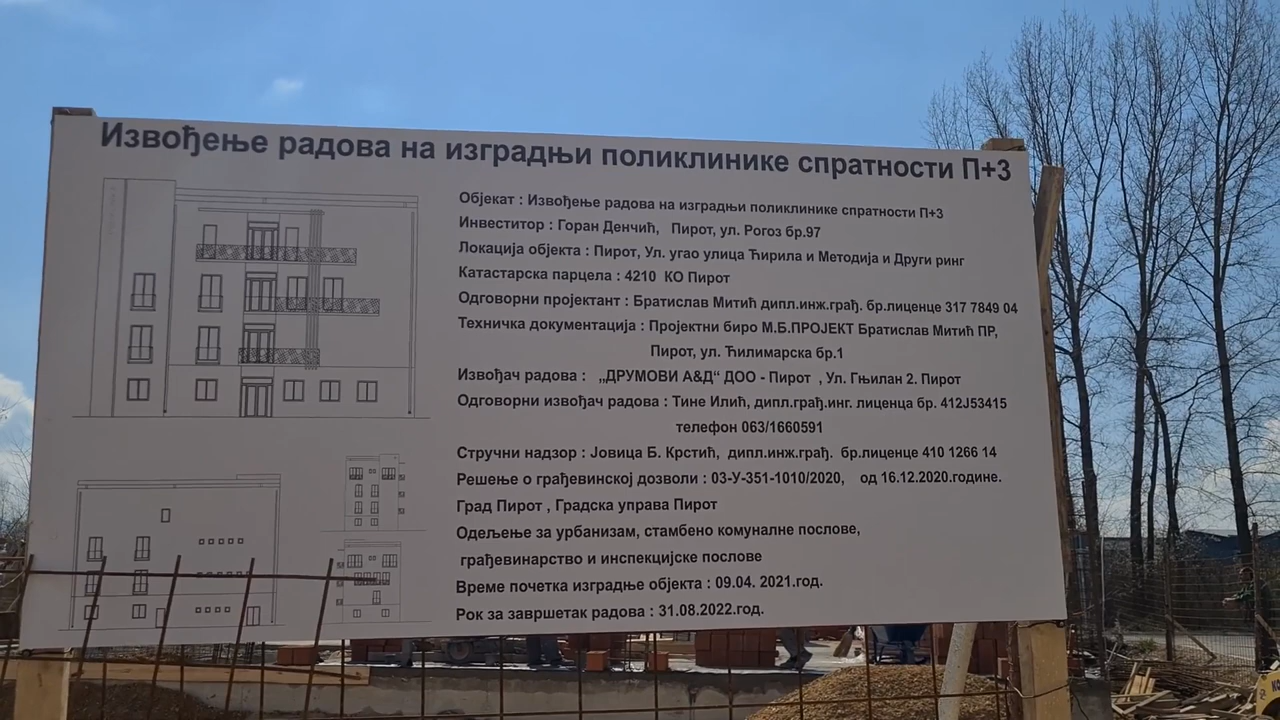 Извођење радова на изградњи поликлинике спратности П+3
Објекат : Извођење радова на изградњи поликлинике спратности П+3
Инвеститор : Горан Денчић, Пирот, ул. Рогоз бр.97
Локација објекта : Пирот, Ул. угао улица Ћирила и Методија и Други ринг
Катастарска парцела : 4210 КО Пирот
Одговорни пројектант : Братислав Митић дипл.инж.грађ. бр.лиценце 317 7849 04
Техничка документација : Пројектни биро М.Б.ПРОЈЕКТ Братислав Митић ПР,
Пирот, ул. Ћилимарска бр.1
Извођач радова : „ДРУМОВИ А&Д“ ДОО - Пирот , Ул. Гњилан 2. Пирот
Одговорни извођач радова : Тине Илић, дипл.грађ.инг. лиценца бр. 412Ј53415
телефон 063/1660591
Стручни надзор : Јовица Б. Крстић, дипл.инж.грађ. бр.лиценце 410 1266 14
Решење о грађевинској дозволи : 03-У-351-1010/2020, од 16.12.2020.године.
Град Пирот , Градска управа Пирот
Одељење за урбанизам, стамбено комуналне послове,
грађевинарство и инспекцијске послове
Време почетка изградње објекта : 09.04. 2021.год.
Рок за завршетак радова : 31.08.2022.год.